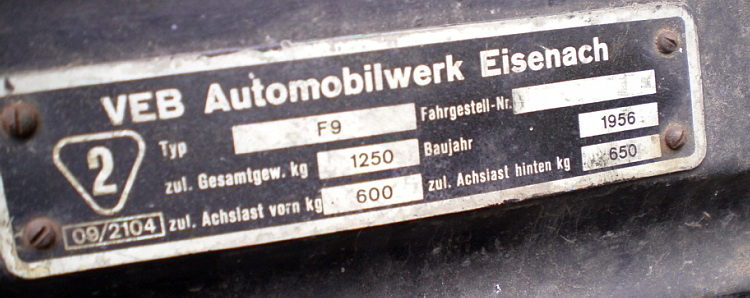 VEB Automobilwerk Eisenach
Typ F9 Fahrgestell-Nr.
2
zul. Gesamtgew. kg 1250 Baujahr 1956
09/2104 zul. Achslast vorn kg 600 zul. Achslast hinten kg 650